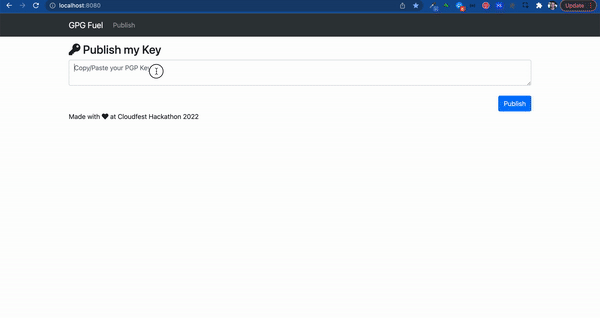 localhost:8080
Update
GPG Fuel Publish
Publish my Key
Copy/Paste your PGP Key
Publish
Made with at Cloudfest Hackathon 2022